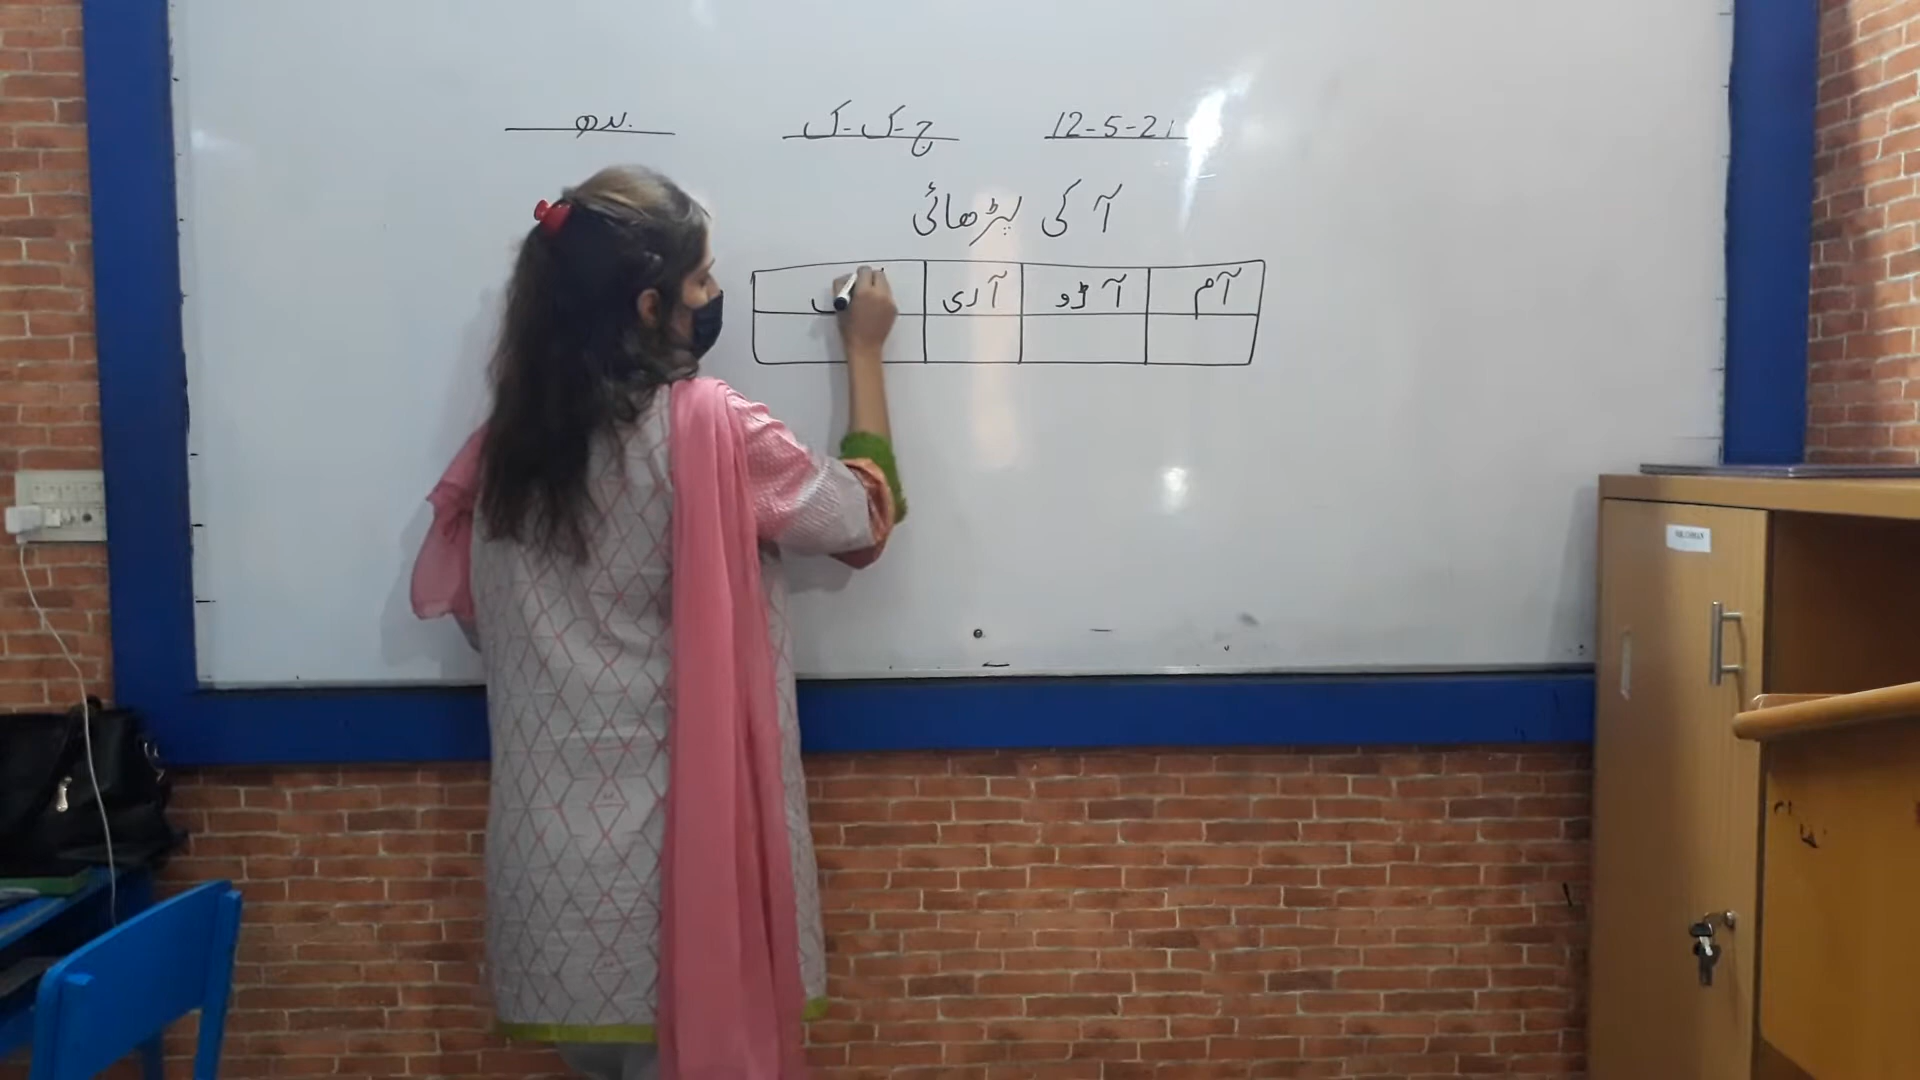 12-5-21 ج-ک-ک بدھ
آ کی پڑھائی
آم آڑو آری